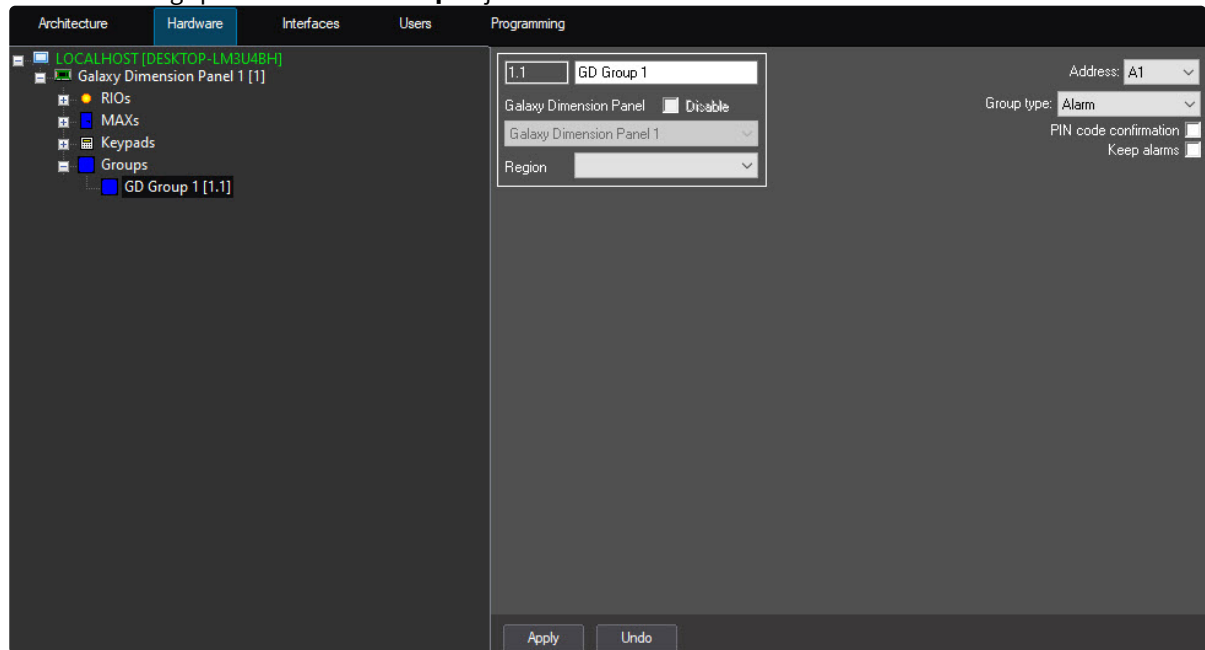 Architecture Hardware Interfaces Users Programming
LOCALHOST [DESKTOP-LM3U4BH]
Galaxy Dimension Panel 1 [1]
RIOs
MAXs
Keypads
Groups
GD Group 1 [1.1]
1.1 GD Group 1
Galaxy Dimension Panel Disable
Galaxy Dimension Panel 1
Region
Address: A1
Group type: Alarm
PIN code confirmation
Keep alarms
Apply Undo